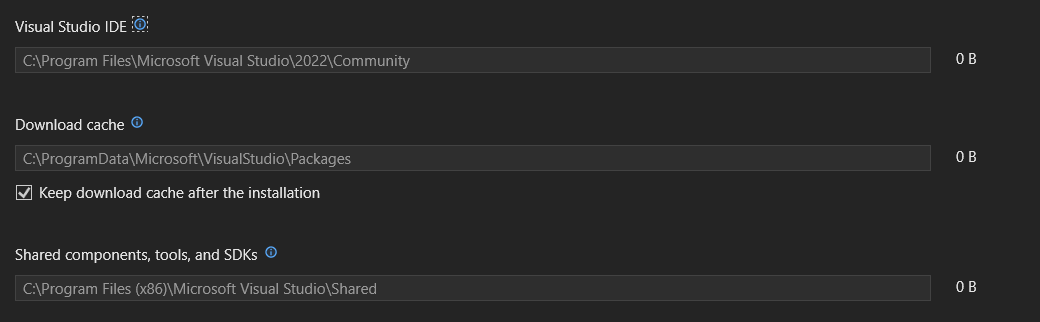 Visual Studio IDE
C:\Program Files\Microsoft Visual Studio\2022\Community
0 B
Download cache
C:\ProgramData\Microsoft\VisualStudio\Packages
0 B
Keep download cache after the installation
Shared components, tools, and SDKs
C:\Program Files (x86)\Microsoft Visual Studio\Shared
0 B